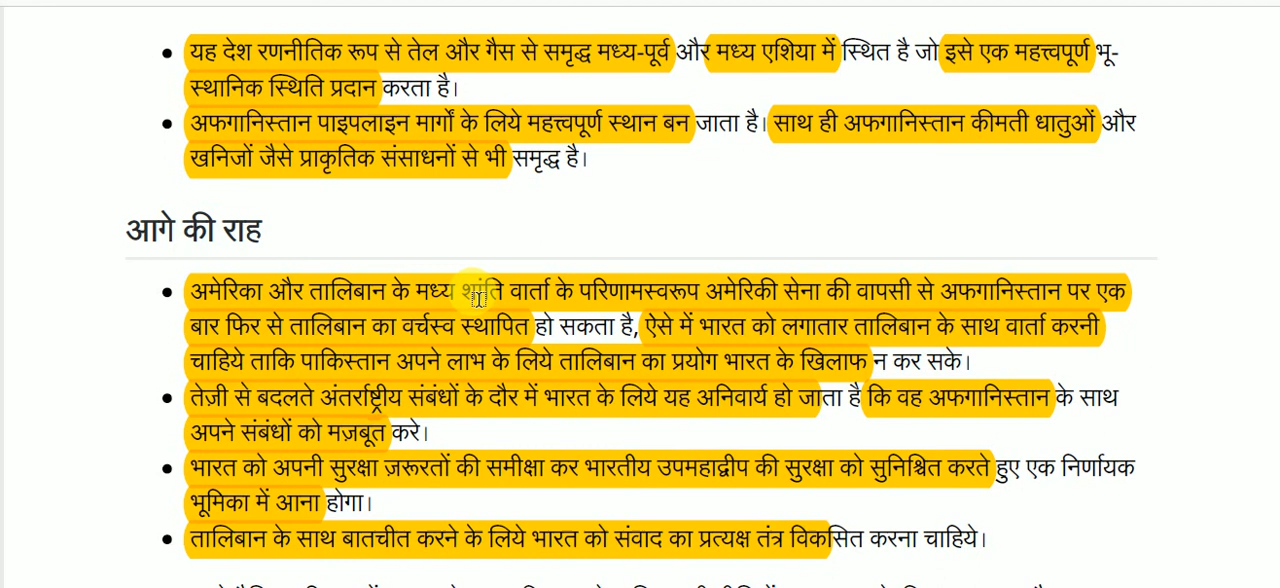 यह देश रणनीतिक रूप से तेल और गैस से समृद्ध मध्य-पूर्व और मध्य एशिया में स्थित है जो इसे एक महत्त्वपूर्ण भू-
स्थानिक स्थिति प्रदान करता है।
अफगानिस्तान पाइपलाइन मार्गों के लिये महत्त्वपूर्ण स्थान बन जाता है। साथ ही अफगानिस्तान कीमती धातुओं और
खनिजों जैसे प्राकृतिक संसाधनों से भी समृद्ध है।
आगे की राह
अमेरिका और तालिबान के मध्य शांति वार्ता के परिणामस्वरूप अमेरिकी सेना की वापसी से अफगानिस्तान पर एक
बार फिर से तालिबान का वर्चस्व स्थापित हो सकता है, ऐसे में भारत को लगातार तालिबान के साथ वार्ता करनी
चाहिये ताकि पाकिस्तान अपने लाभ के लिये तालिबान का प्रयोग भारत के खिलाफ न कर सके।
तेज़ी से बदलते अंतर्राष्ट्रीय संबंधों के दौर में भारत के लिये यह अनिवार्य हो जाता है कि वह अफगानिस्तान के साथ
अपने संबंधों को मज़बूत करे।
भारत को अपनी सुरक्षा ज़रूरतों की समीक्षा कर भारतीय उपमहाद्वीप की सुरक्षा को सुनिश्चित करते हुए एक निर्णायक
भूमिका में आना होगा।
तालिबान के साथ बातचीत करने के लिये भारत को संवाद का प्रत्यक्ष तंत्र विकसित करना चाहिये।